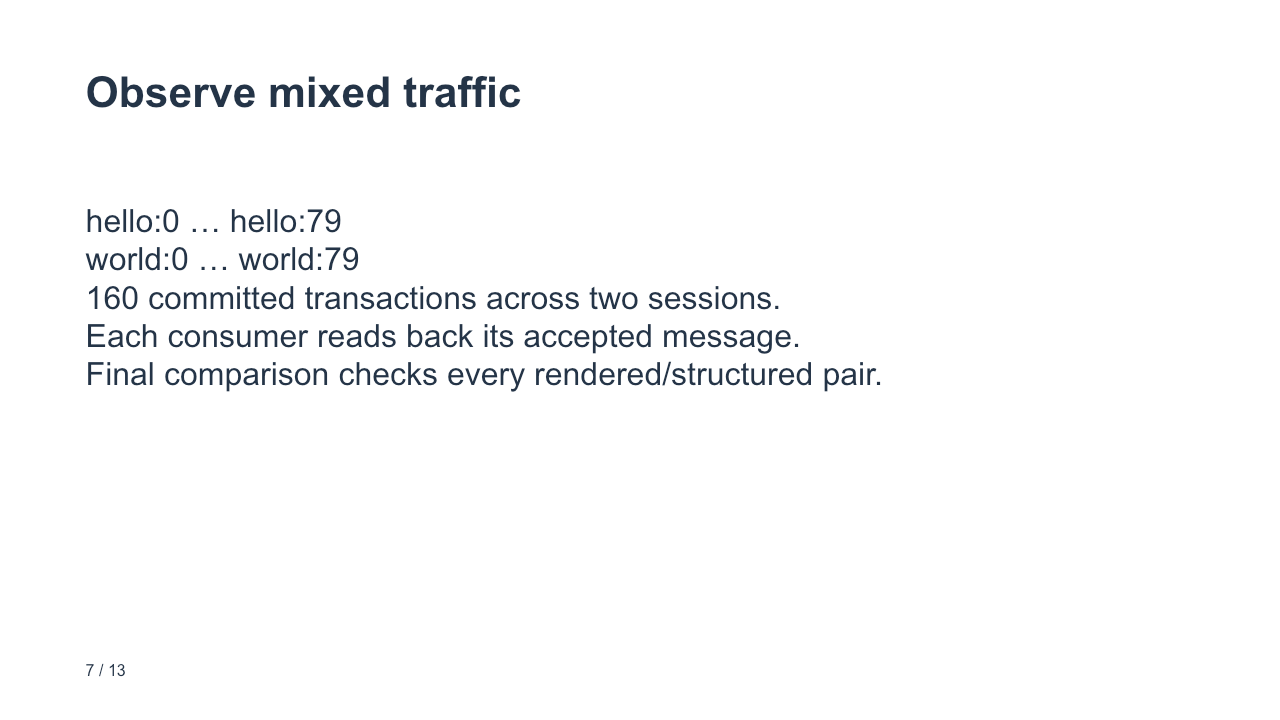 Observe mixed traffic
hello:0 … hello:79
world:0 … world:79
160 committed transactions across two sessions.
Each consumer reads back its accepted message.
Final comparison checks every rendered/structured pair.
7 / 13